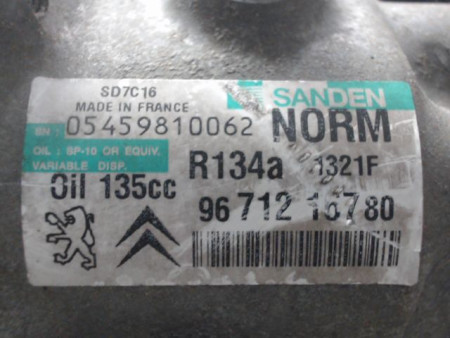 SD7C16
MADE IN FRANCE
SANDEN
SN: 05459810062 NORM
OIL: SP-10 OR EQUIV.
VARIABLE DISP.
R134a 1321F
Oil 135cc
96 712 16780